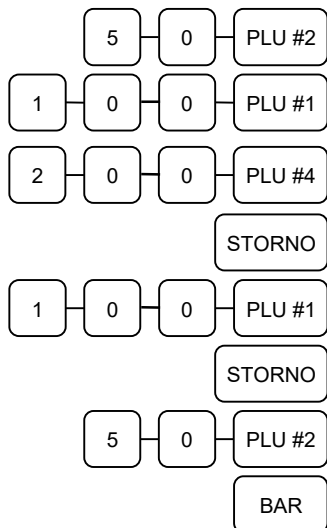 5 0 PLU #2
1 0 0 PLU #1
2 0 0 PLU #4
STORNO
1 0 0 PLU #1
STORNO
5 0 PLU #2
BAR